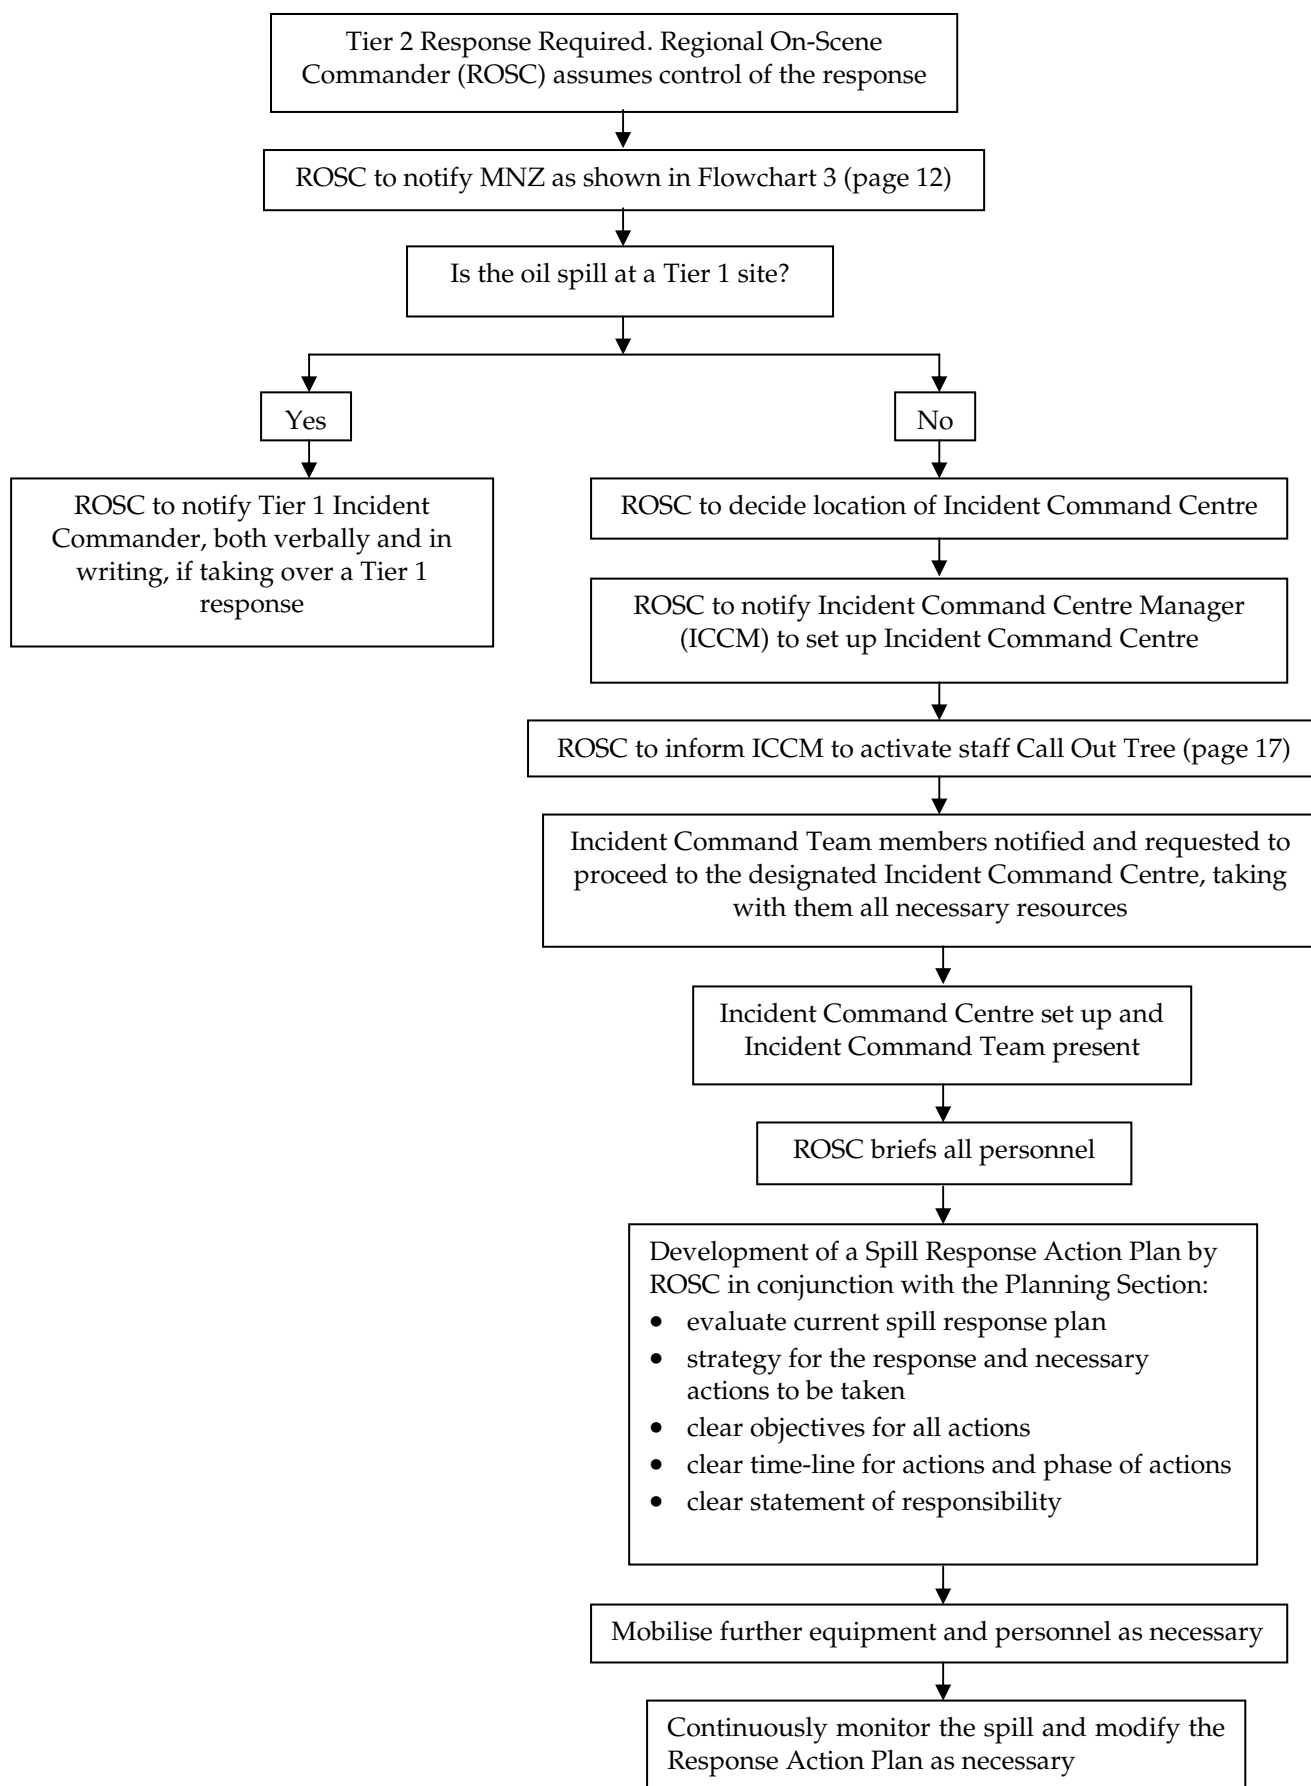 Tier 2 Response Required. Regional On-Scene
Commander (ROSC) assumes control of the response
ROSC to notify MNZ as shown in Flowchart 3 (page 12)
Is the oil spill at a Tier 1 site?
Yes
No
ROSC to notify Tier 1 Incident
Commander, both verbally and in
writing, if taking over a Tier 1
response
ROSC to decide location of Incident Command Centre
ROSC to notify Incident Command Centre Manager
(ICCM) to set up Incident Command Centre
ROSC to inform ICCM to activate staff Call Out Tree (page 17)
Incident Command Team members notified and requested to
proceed to the designated Incident Command Centre, taking
with them all necessary resources
Incident Command Centre set up and
Incident Command Team present
ROSC briefs all personnel
Development of a Spill Response Action Plan by
ROSC in conjunction with the Planning Section:
• evaluate current spill response plan
• strategy for the response and necessary
actions to be taken
• clear objectives for all actions
• clear time-line for actions and phase of actions
• clear statement of responsibility
Mobilise further equipment and personnel as necessary
Continuously monitor the spill and modify the
Response Action Plan as necessary